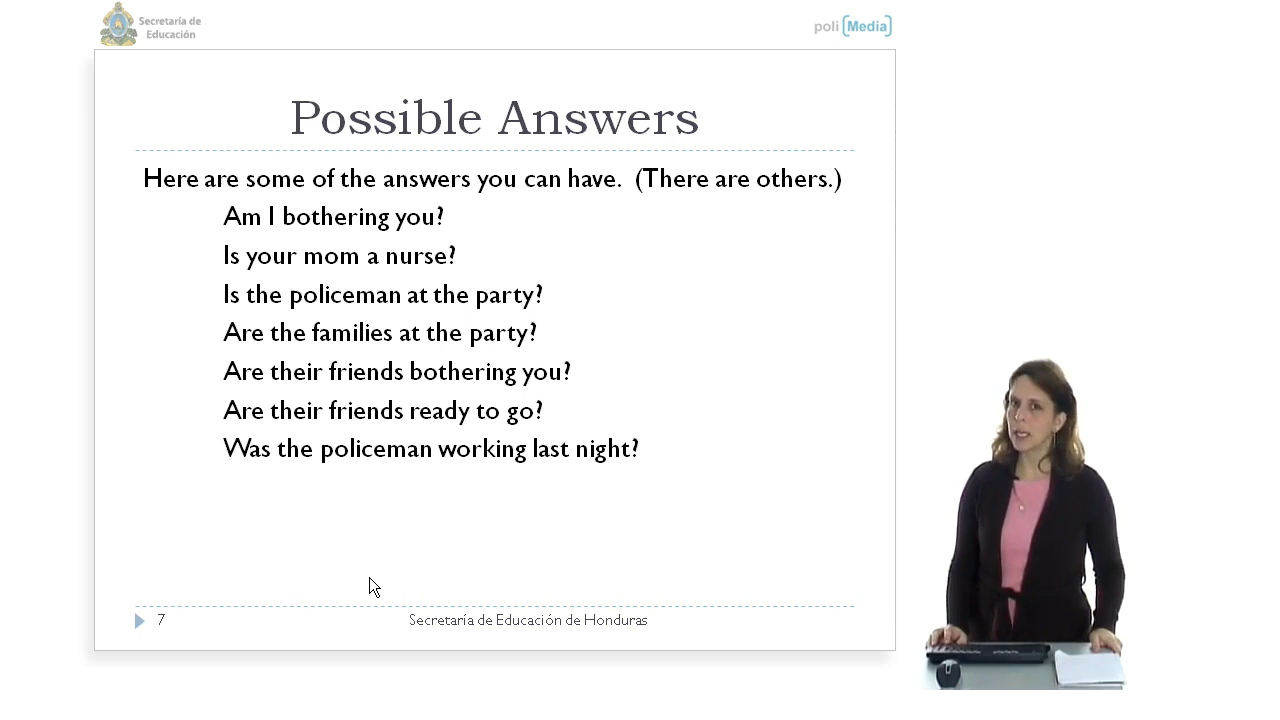 Secretaría de
Educación
poli [Media]
Possible Answers
Here are some of the answers you can have. (There are others.)
Am I bothering you?
Is your mom a nurse?
Is the policeman at the party?
Are the families at the party?
Are their friends bothering you?
Are their friends ready to go?
Was the policeman working last night?
7
Secretaría de Educación de Honduras